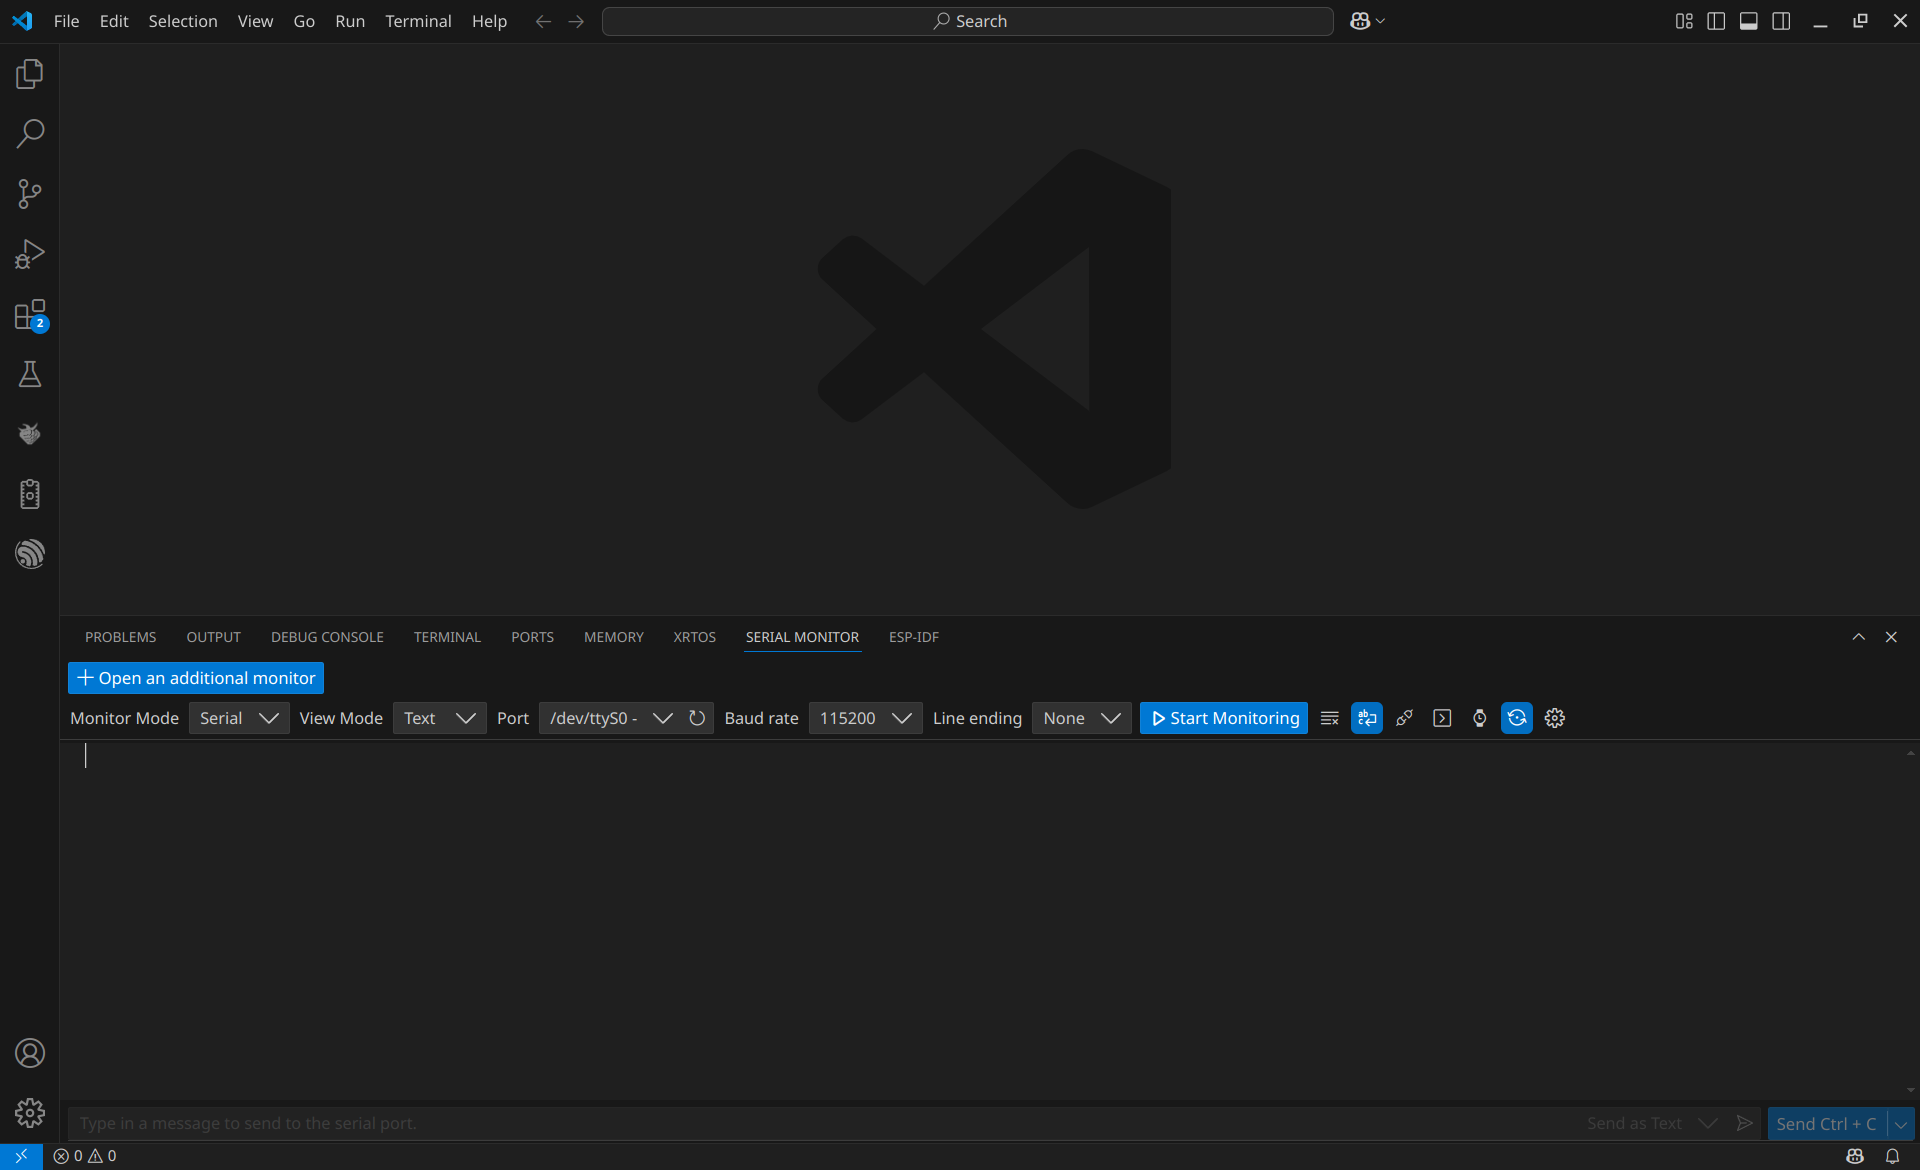 File Edit Selection View Go Run Terminal Help Search
2
PROBLEMS OUTPUT DEBUG CONSOLE TERMINAL PORTS MEMORY XRTOS SERIAL MONITOR ESP-IDF
Open an additional monitor
Monitor Mode Serial View Mode Text Port /dev/ttyS0 - Baud rate 115200 Line ending None Start Monitoring
Type in a message to send to the serial port. Send as Text Send Ctrl + C
0 0